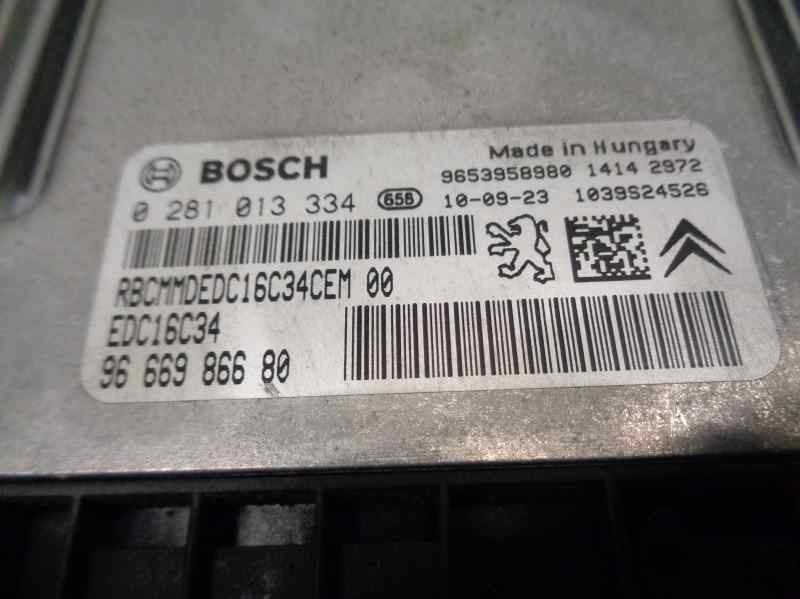 BOSCH
Made in Hungary
9653958980 1414 2972
0 281 013 334 658 10-09-23 1039S24526
RBCMMDEDC16C34CEM 00
EDC16C34
96 669 866 80